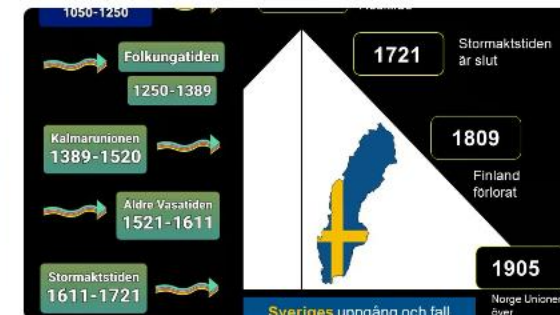 1050-1250
Folkungatiden
1250-1389
Kalmarunionen
1389-1520
Äldre Vasatiden
1521-1611
Stormaktstiden
1611-1721
1721
Stormaktstiden
är slut
1809
Finland
förlorat
1905
Norge Unionen
över
Sveriges uppgång och fall